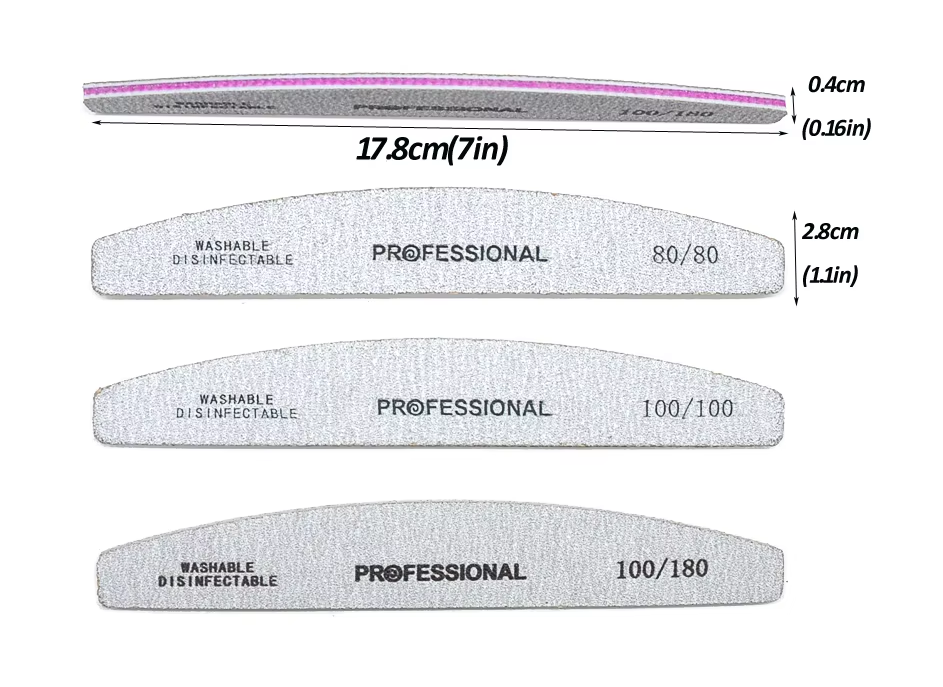 0.4cm
(0.16in)
WASHABLE
DISINFECTABLE
PROFESSIONAL
100/180
17.8cm(7in)
WASHABLE
DISINFECTABLE
PROFESSIONAL
80/80
2.8cm
(1.1in)
WASHABLE
DISINFECTABLE
PROFESSIONAL
100/100
WASHABLE
DISINFECTABLE
PROFESSIONAL
100/180